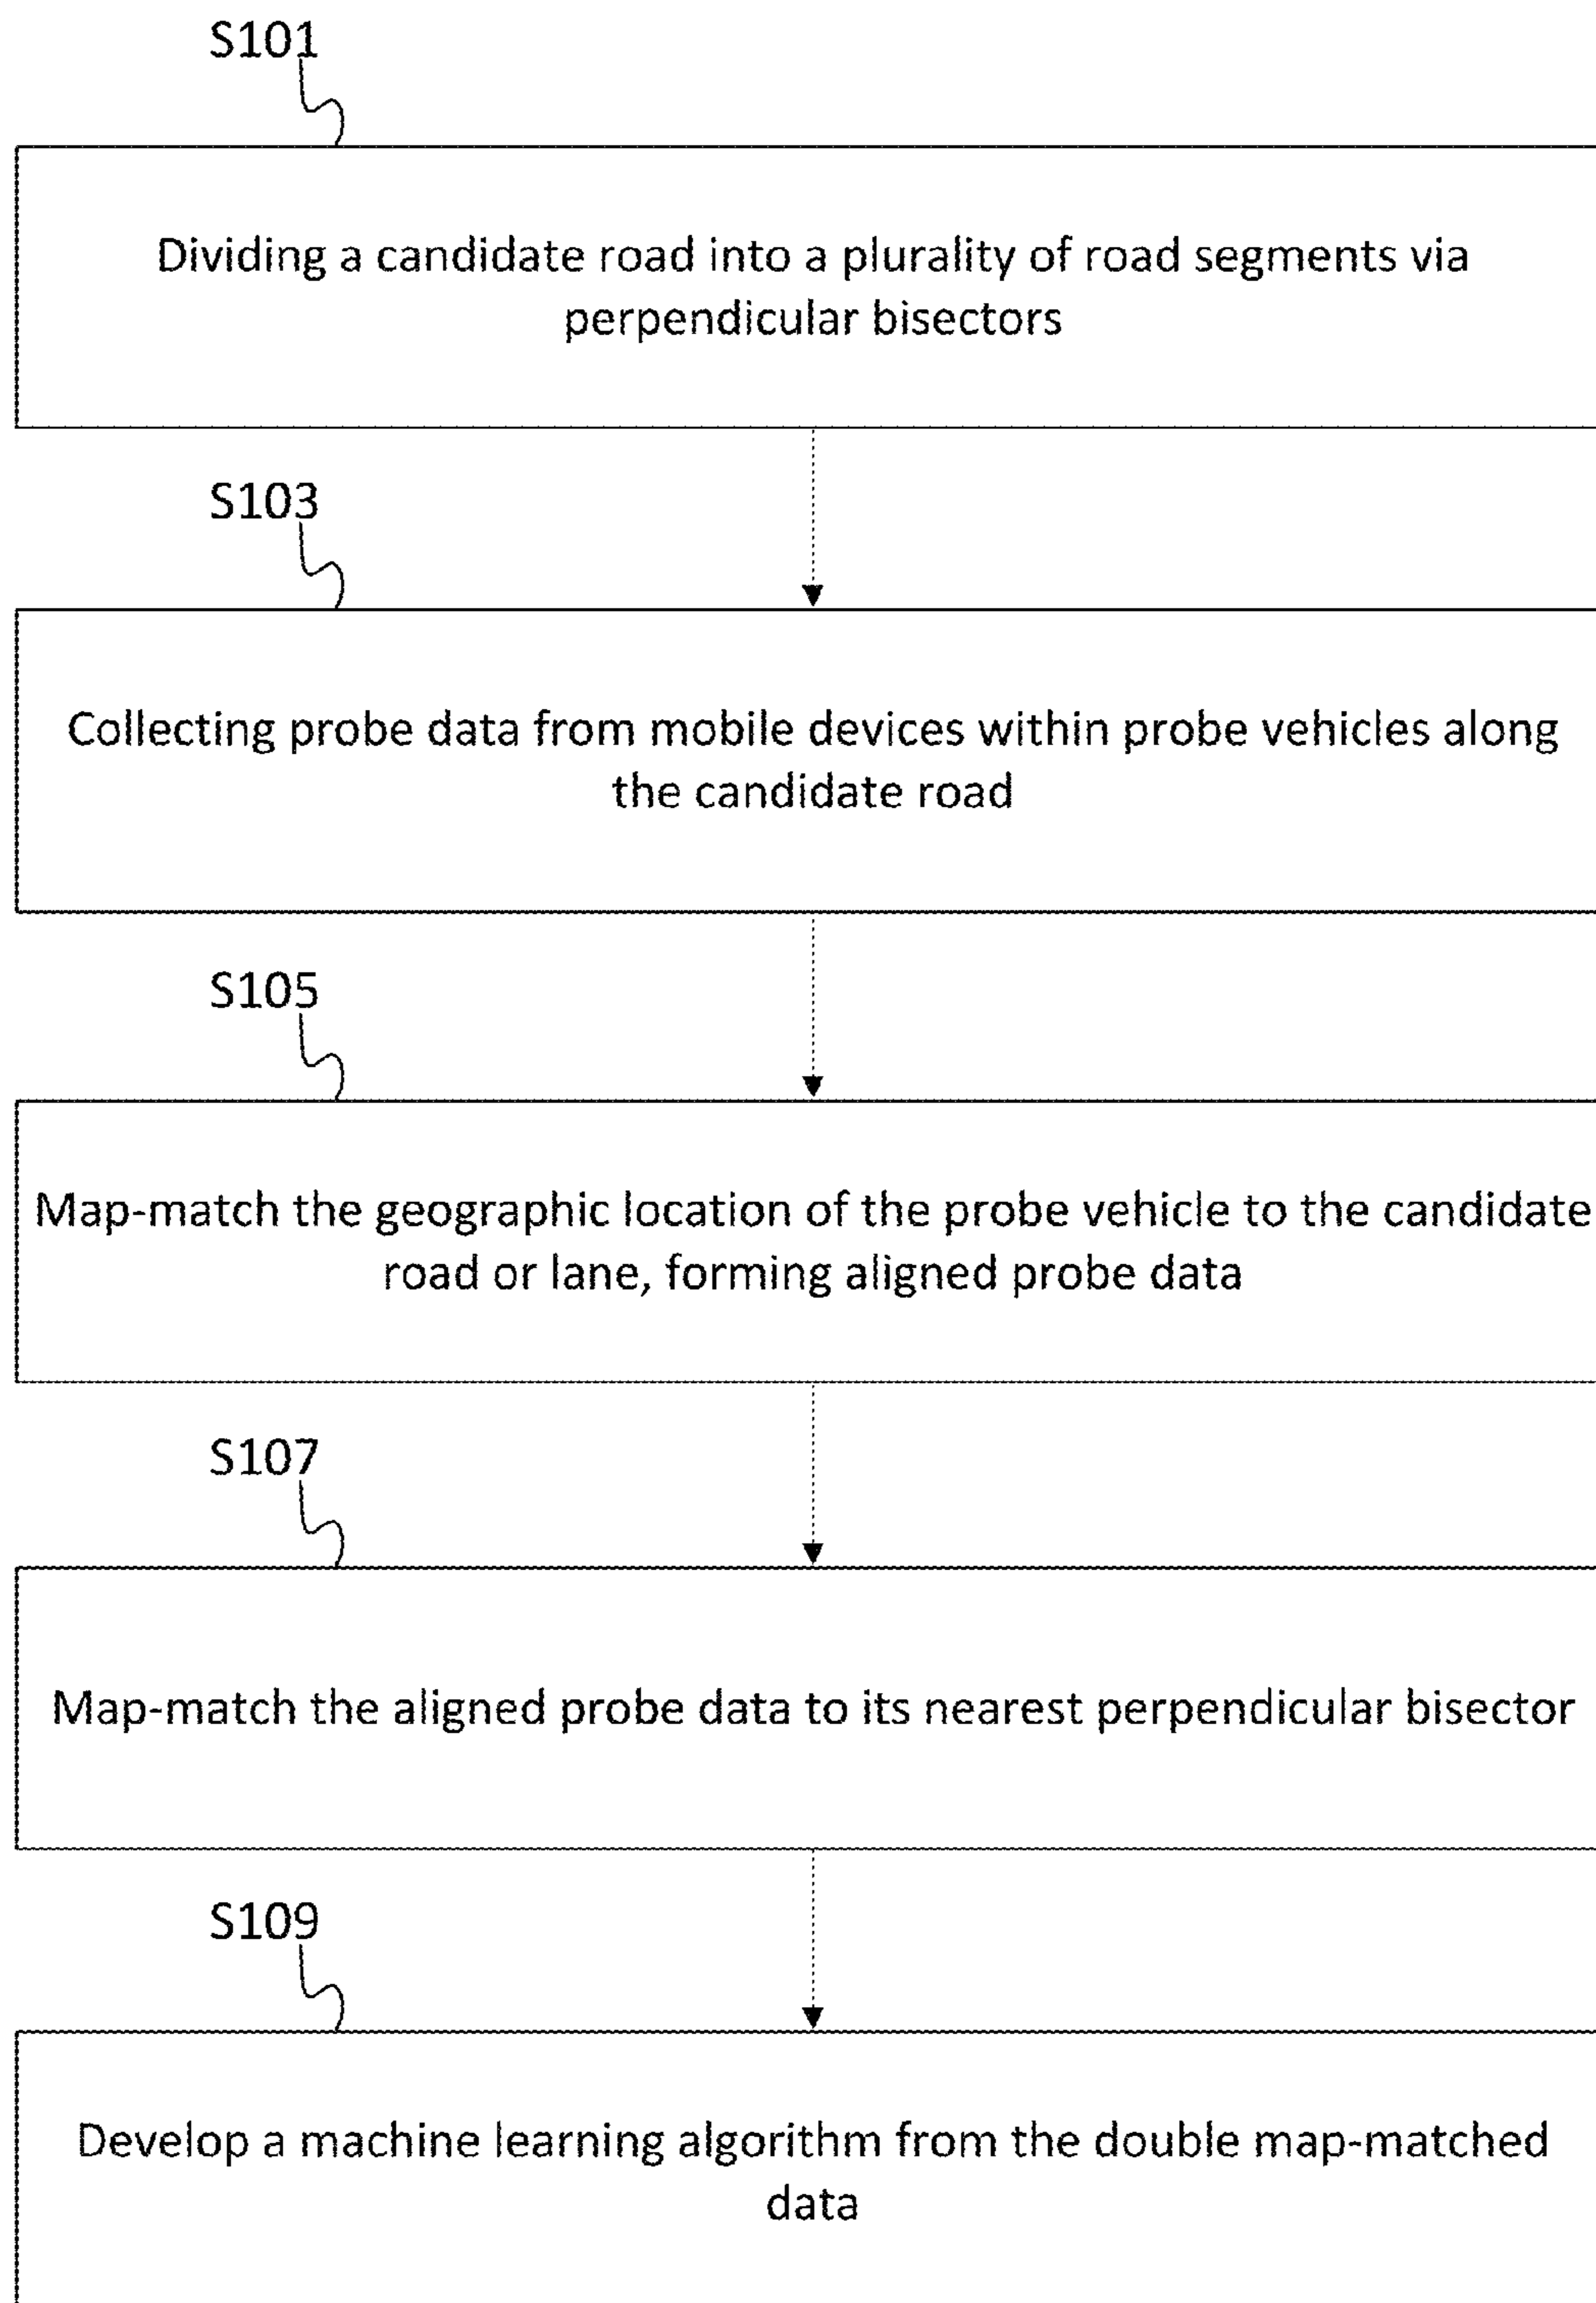 S101
Dividing a candidate road into a plurality of road segments via
perpendicular bisectors
S103
Collecting probe data from mobile devices within probe vehicles along
the candidate road
S105
Map-match the geographic location of the probe vehicle to the candidate
road or lane, forming aligned probe data
S107
Map-match the aligned probe data to its nearest perpendicular bisector
S109
Develop a machine learning algorithm from the double map-matched
data